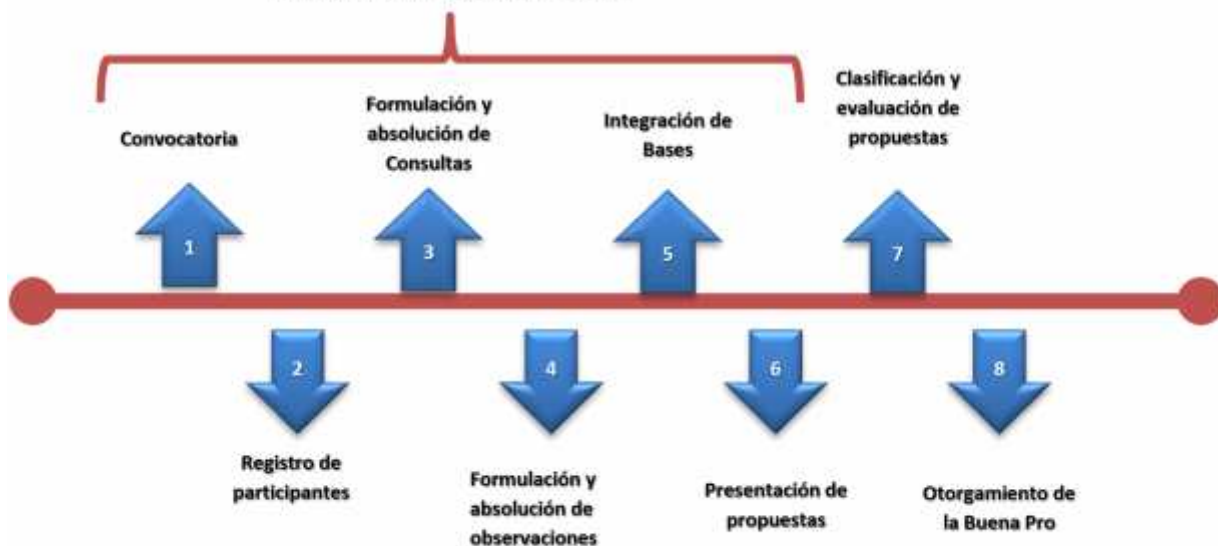 Convocatoria
1
Registro de
participantes
2
Formulación y
absolución de
Consultas
3
Formulación y
absolución de
observaciones
4
Integración de
Bases
5
Presentación de
propuestas
6
Clasificación y
evaluación de
propuestas
7
Otorgamiento de
la Buena Pro
8